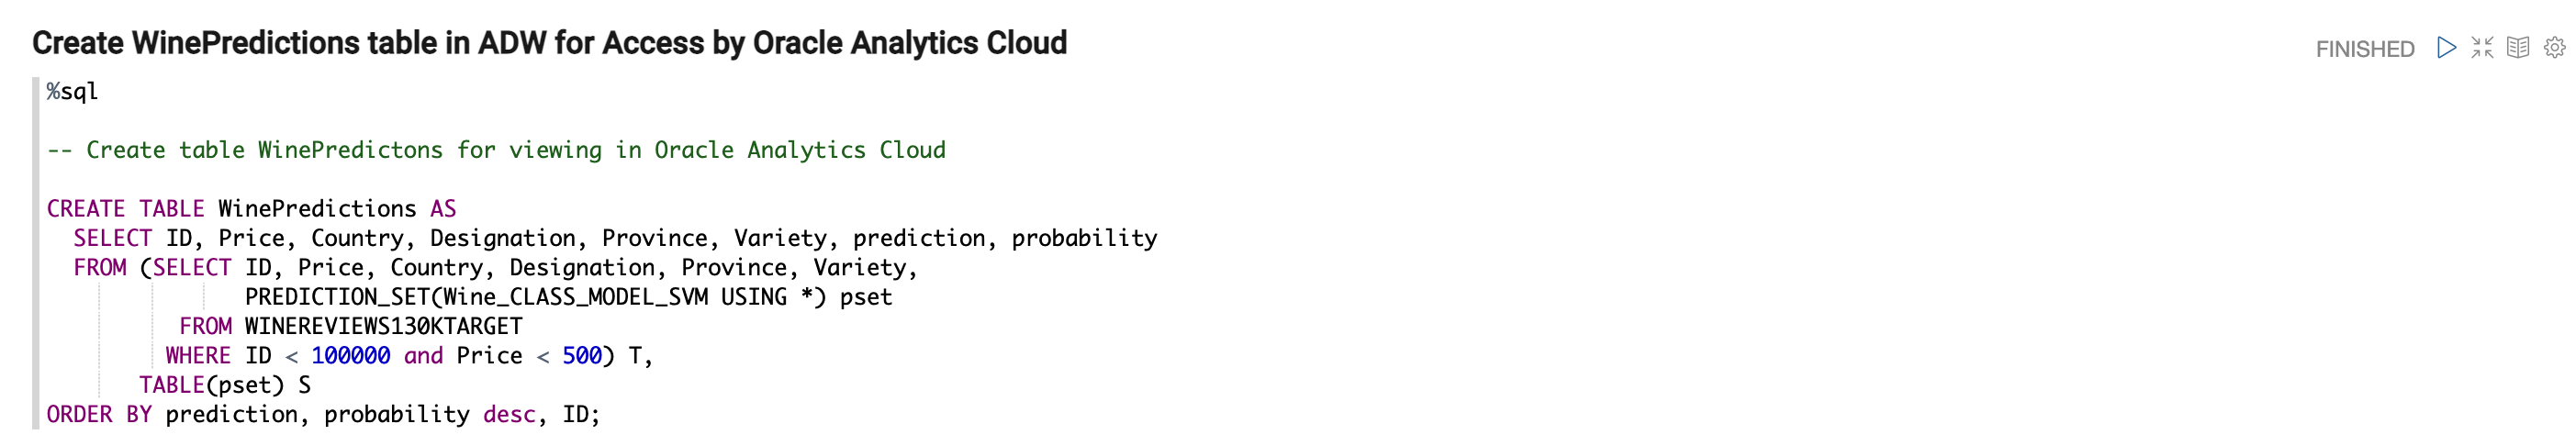 Create WinePredictions table in ADW for Access by Oracle Analytics Cloud
FINISHED
%sql
-- Create table WinePredictons for viewing in Oracle Analytics Cloud
CREATE TABLE WinePredictions AS
SELECT ID, Price, Country, Designation, Province, Variety, prediction, probability
FROM (SELECT ID, Price, Country, Designation, Province, Variety,
PREDICTION_SET(Wine_CLASS_MODEL_SVM USING *) pset
FROM WINEREVIEWS130KTARGET
WHERE ID < 100000 and Price < 500) T,
TABLE(pset) S
ORDER BY prediction, probability desc, ID;